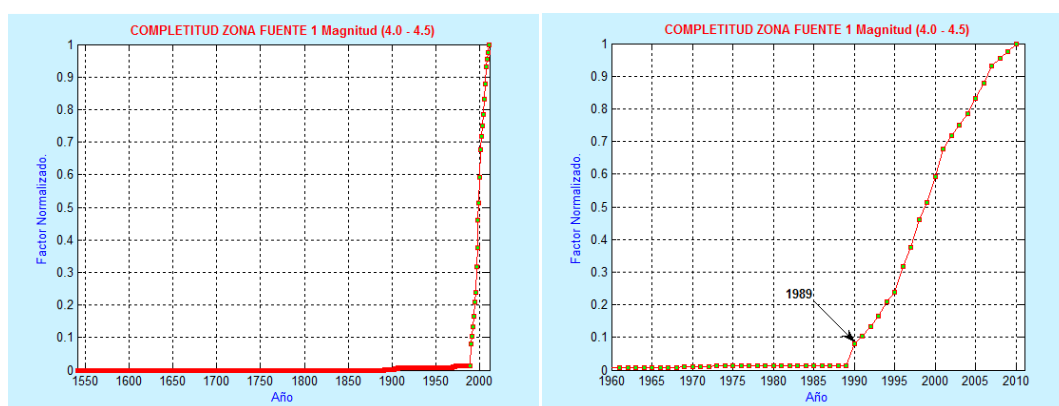 COMPLETITUD ZONA FUENTE 1 Magnitud (4.0 - 4.5)
Factor Normalizado.
1
0.9
0.8
0.7
0.6
0.5
0.4
0.3
0.2
0.1
0
1550 1600 1650 1700 1750 1800 1850 1900 1950 2000
Año
COMPLETITUD ZONA FUENTE 1 Magnitud (4.0 - 4.5)
Factor Normalizado.
1
0.9
0.8
0.7
0.6
0.5
0.4
0.3
0.2
0.1
0
1989
1960 1965 1970 1975 1980 1985 1990 1995 2000 2005 2010
Año